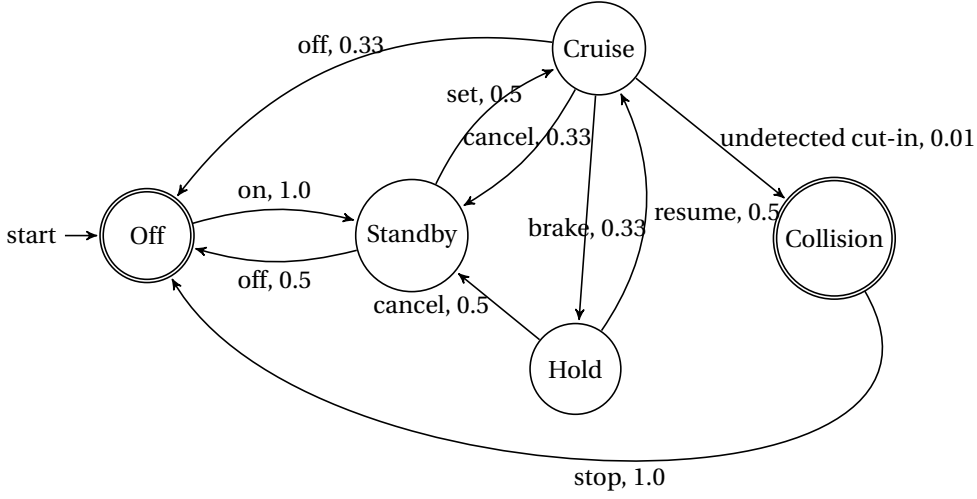 Cruise
off, 0.33
set, 0.5
cancel, 0.33
undetected cut-in, 0.01
on, 1.0
resume, 0.5
brake, 0.33
start
Off
Standby
Collision
off, 0.5
cancel, 0.5
Hold
stop, 1.0